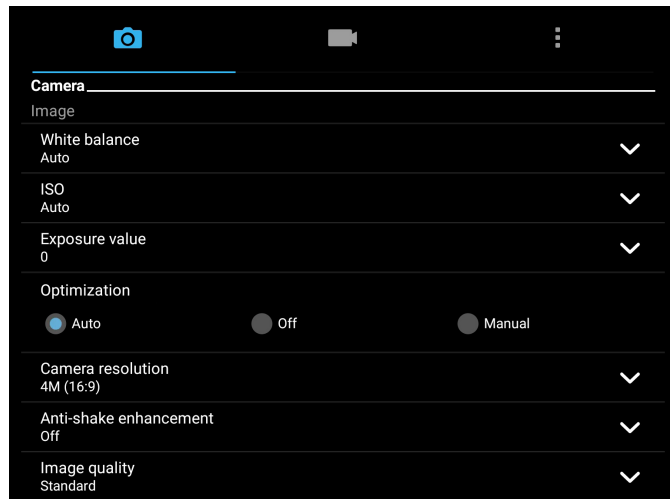 Camera
Image
White balance
Auto
ISO
Auto
Exposure value
0
Optimization
Auto Off Manual
Camera resolution
4M (16:9)
Anti-shake enhancement
Off
Image quality
Standard